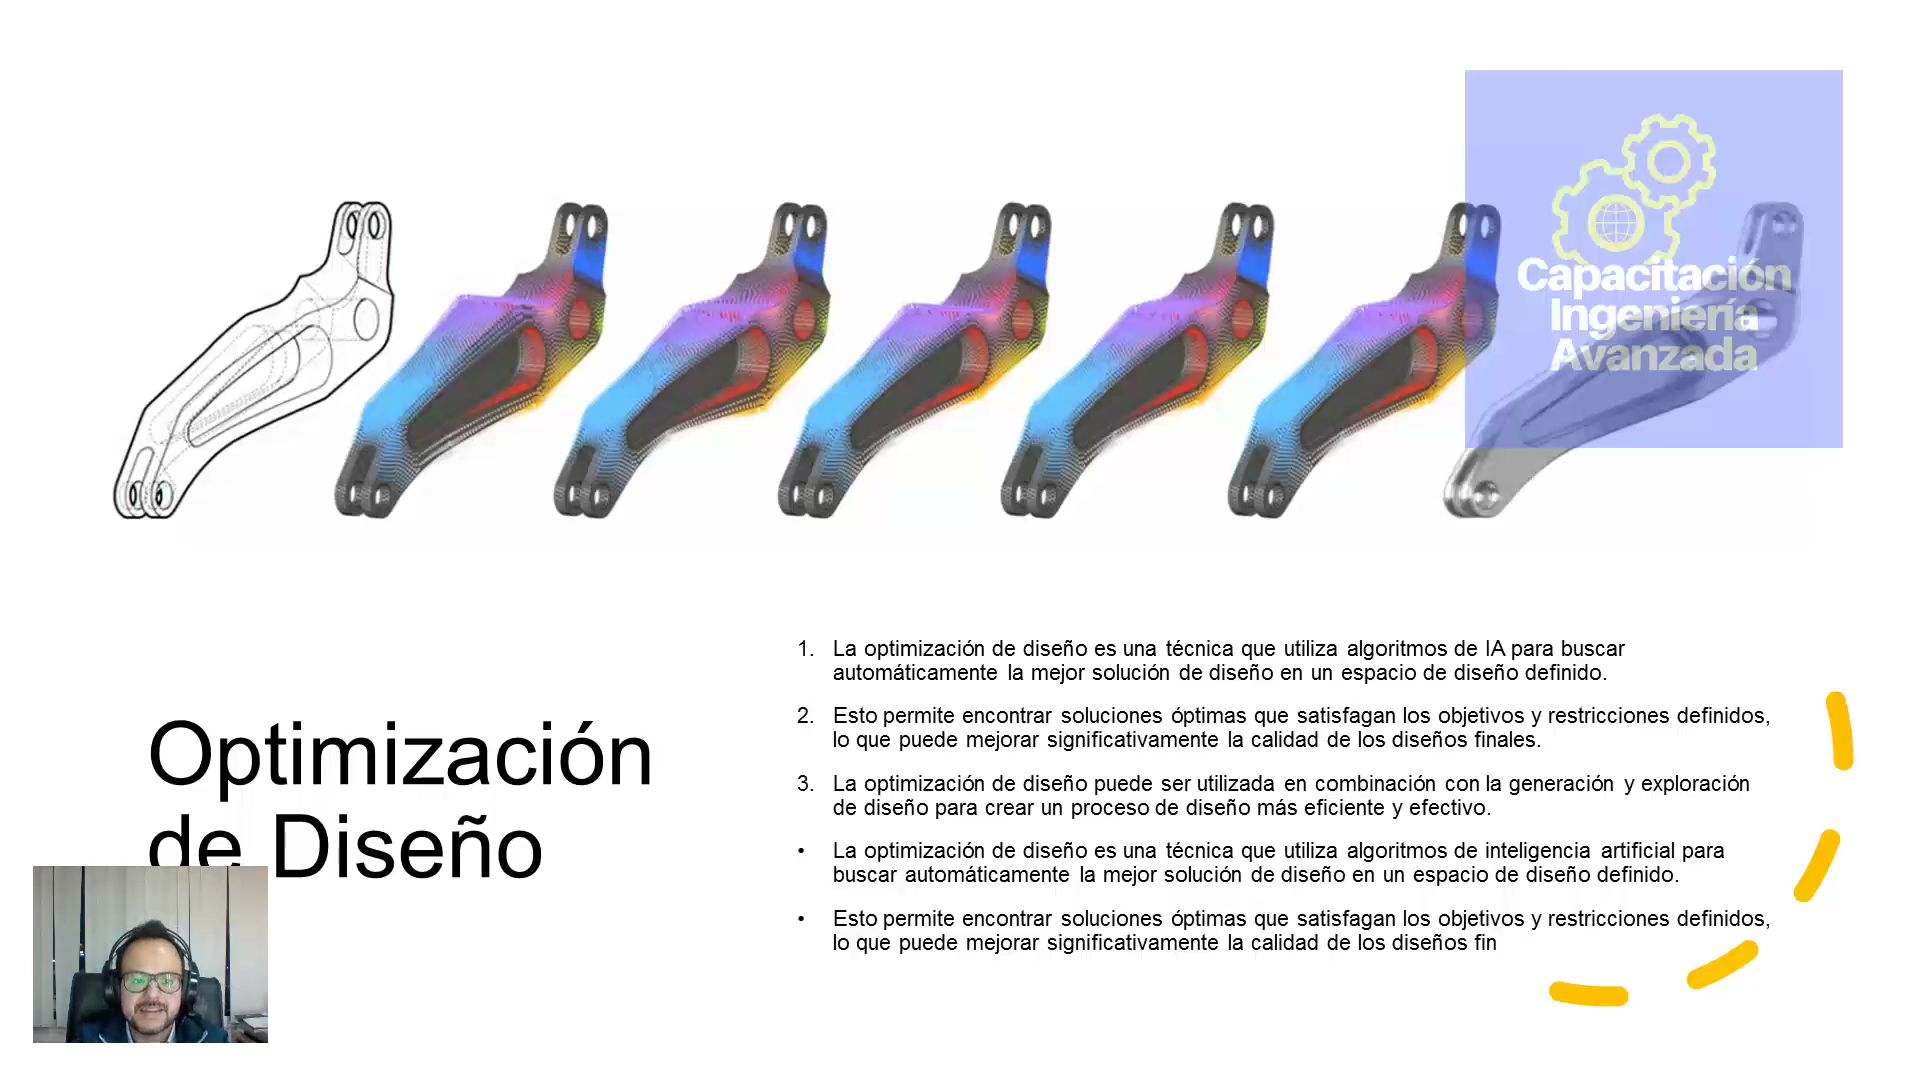 Capacitación
Ingeniería
Avanzada
Optimización
de Diseño
1. La optimización de diseño es una técnica que utiliza algoritmos de IA para buscar
automáticamente la mejor solución de diseño en un espacio de diseño definido.
2. Esto permite encontrar soluciones óptimas que satisfagan los objetivos y restricciones definidos,
lo que puede mejorar significativamente la calidad de los diseños finales.
3. La optimización de diseño puede ser utilizada en combinación con la generación y exploración
de diseño para crear un proceso de diseño más eficiente y efectivo.
• La optimización de diseño es una técnica que utiliza algoritmos de inteligencia artificial para
buscar automáticamente la mejor solución de diseño en un espacio de diseño definido.
• Esto permite encontrar soluciones óptimas que satisfagan los objetivos y restricciones definidos,
lo que puede mejorar significativamente la calidad de los diseños fin